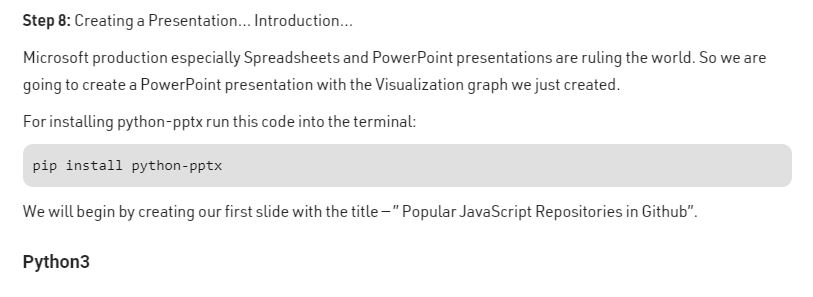 Step 8: Creating a Presentation... Introduction...
Microsoft production especially Spreadsheets and PowerPoint presentations are ruling the world. So we are
going to create a PowerPoint presentation with the Visualization graph we just created.
For installing python-pptx run this code into the terminal:
pip install python-pptx
We will begin by creating our first slide with the title –” Popular JavaScript Repositories in Github”.
Python3